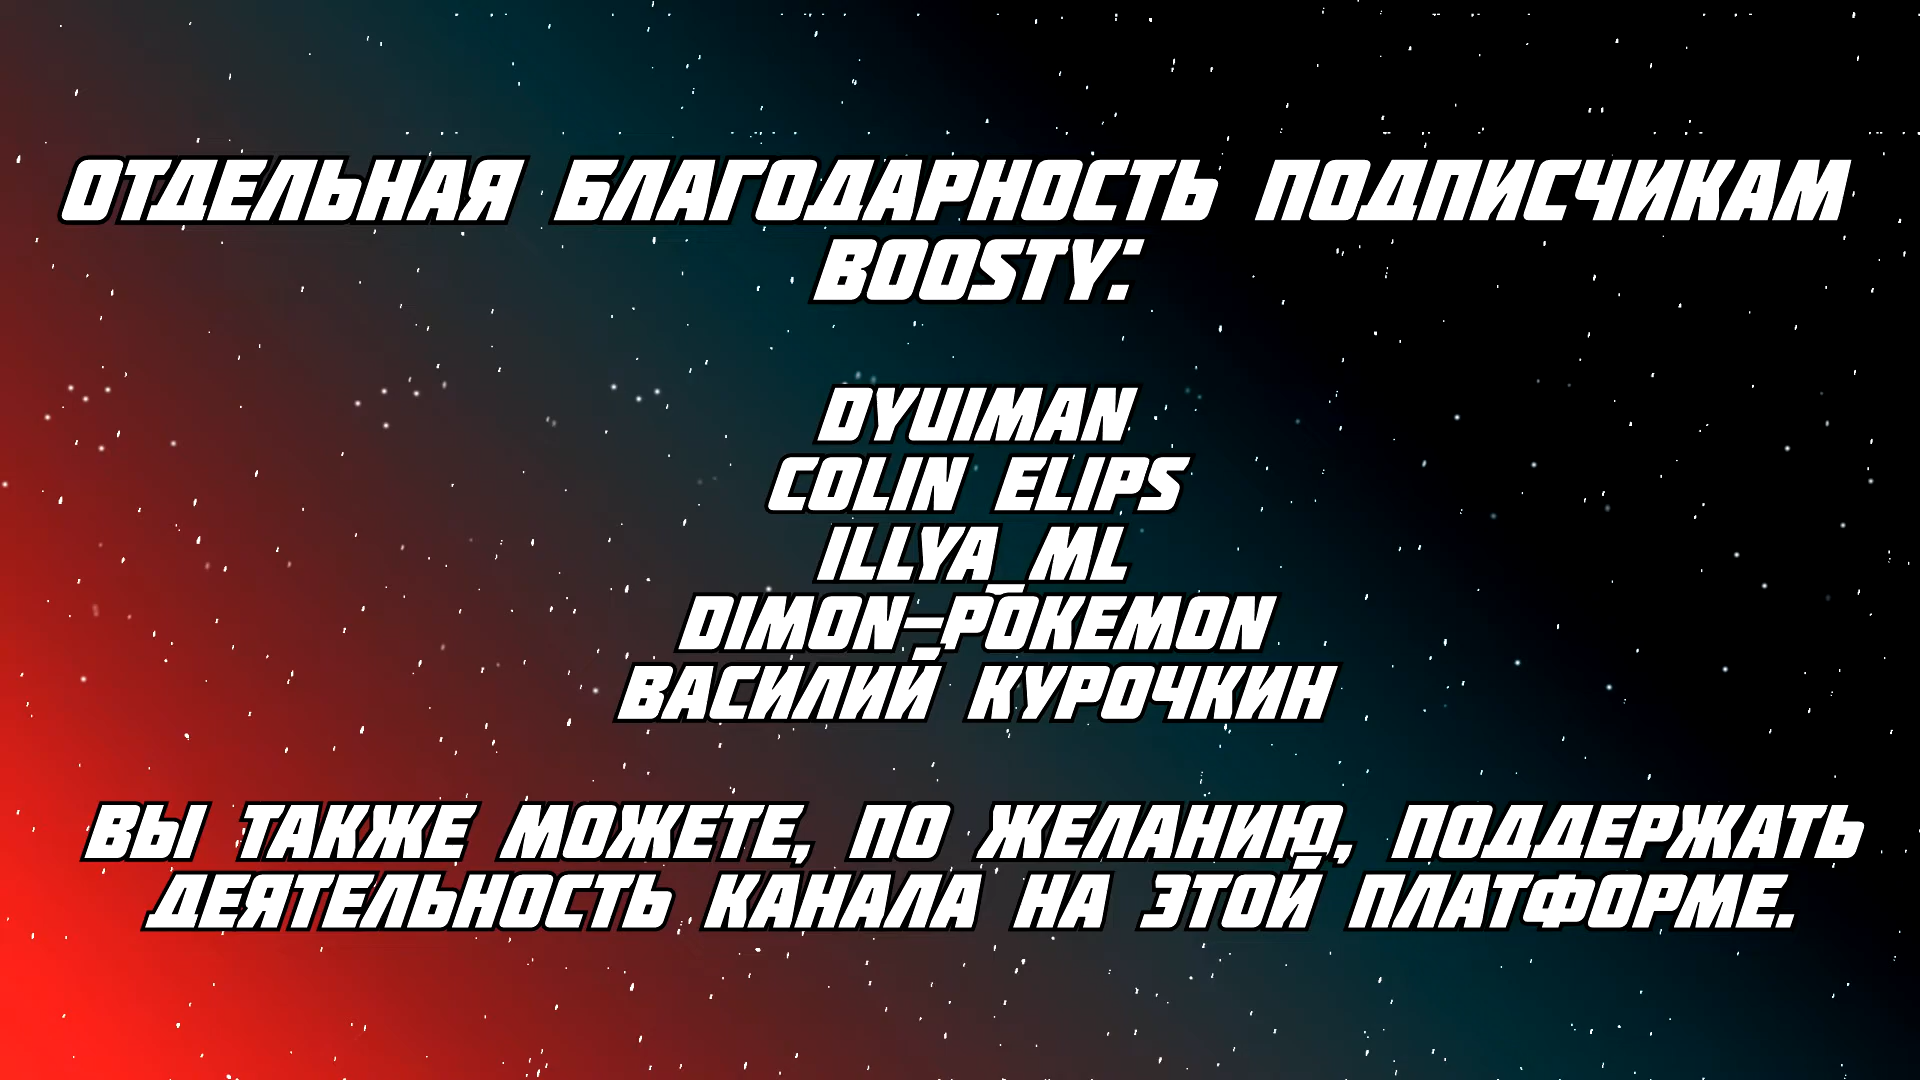 ОТДЕЛЬНАЯ БЛАГОДАРНОСТЬ ПОДПИСЧИКАМ
BOOSTY:
DYUIMAN
COLIN ELIPS
ILLYA_ML
DIMON-POKEMON
ВАСИЛИЙ КУРОЧКИН
ВЫ ТАКЖЕ МОЖЕТЕ, ПО ЖЕЛАНИЮ, ПОДДЕРЖАТЬ
ДЕЯТЕЛЬНОСТЬ КАНАЛА НА ЭТОЙ ПЛАТФОРМЕ.